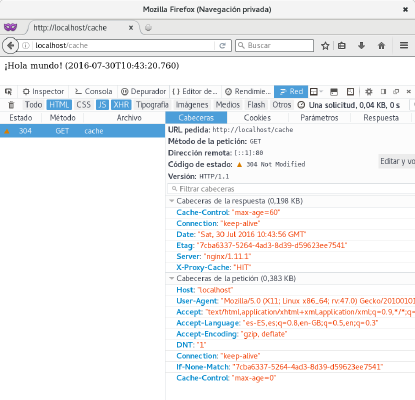 Mozilla Firefox (Navegación privada)
http://localhost/cache
localhost/cache
Buscar
¡Hola mundo! (2016-07-30T10:43:20.760)
Inspector Consola Depurador Editor de... Rendimie... Red
Todo HTML CSS JS XHR Tipografía Imágenes Medios Flash Otros Una solicitud, 0,04 KB, 0 s
Estado Método Archivo Cabeceras Cookies Parámetros Respuesta
304 GET cache
URL pedida: http://localhost/cache
Método de la petición: GET
Dirección remota: [::1]:80
Código de estado: 304 Not Modified
Editar y vo
Versión: HTTP/1.1
Filtrar cabeceras
Cabeceras de la respuesta (0,198 KB)
Cache-Control: "max-age=60"
Connection: "keep-alive"
Date: "Sat, 30 Jul 2016 10:43:56 GMT"
Etag: "7cba6337-5264-4ad3-8d39-d59623ee7541"
Server: "nginx/1.11.1"
X-Proxy-Cache: "HIT"
Cabeceras de la petición (0,383 KB)
Host: "localhost"
User-Agent: "Mozilla/5.0 (X11; Linux x86_64; rv:47.0) Gecko/20100101
Accept: "text/html,application/xhtml+xml,application/xml;q=0.9,*/*;q=
Accept-Language: "es-ES,es;q=0.8,en-GB;q=0.5,en;q=0.3"
Accept-Encoding: "gzip, deflate"
DNT: "1"
Connection: "keep-alive"
If-None-Match: "7cba6337-5264-4ad3-8d39-d59623ee7541"
Cache-Control: "max-age=0"